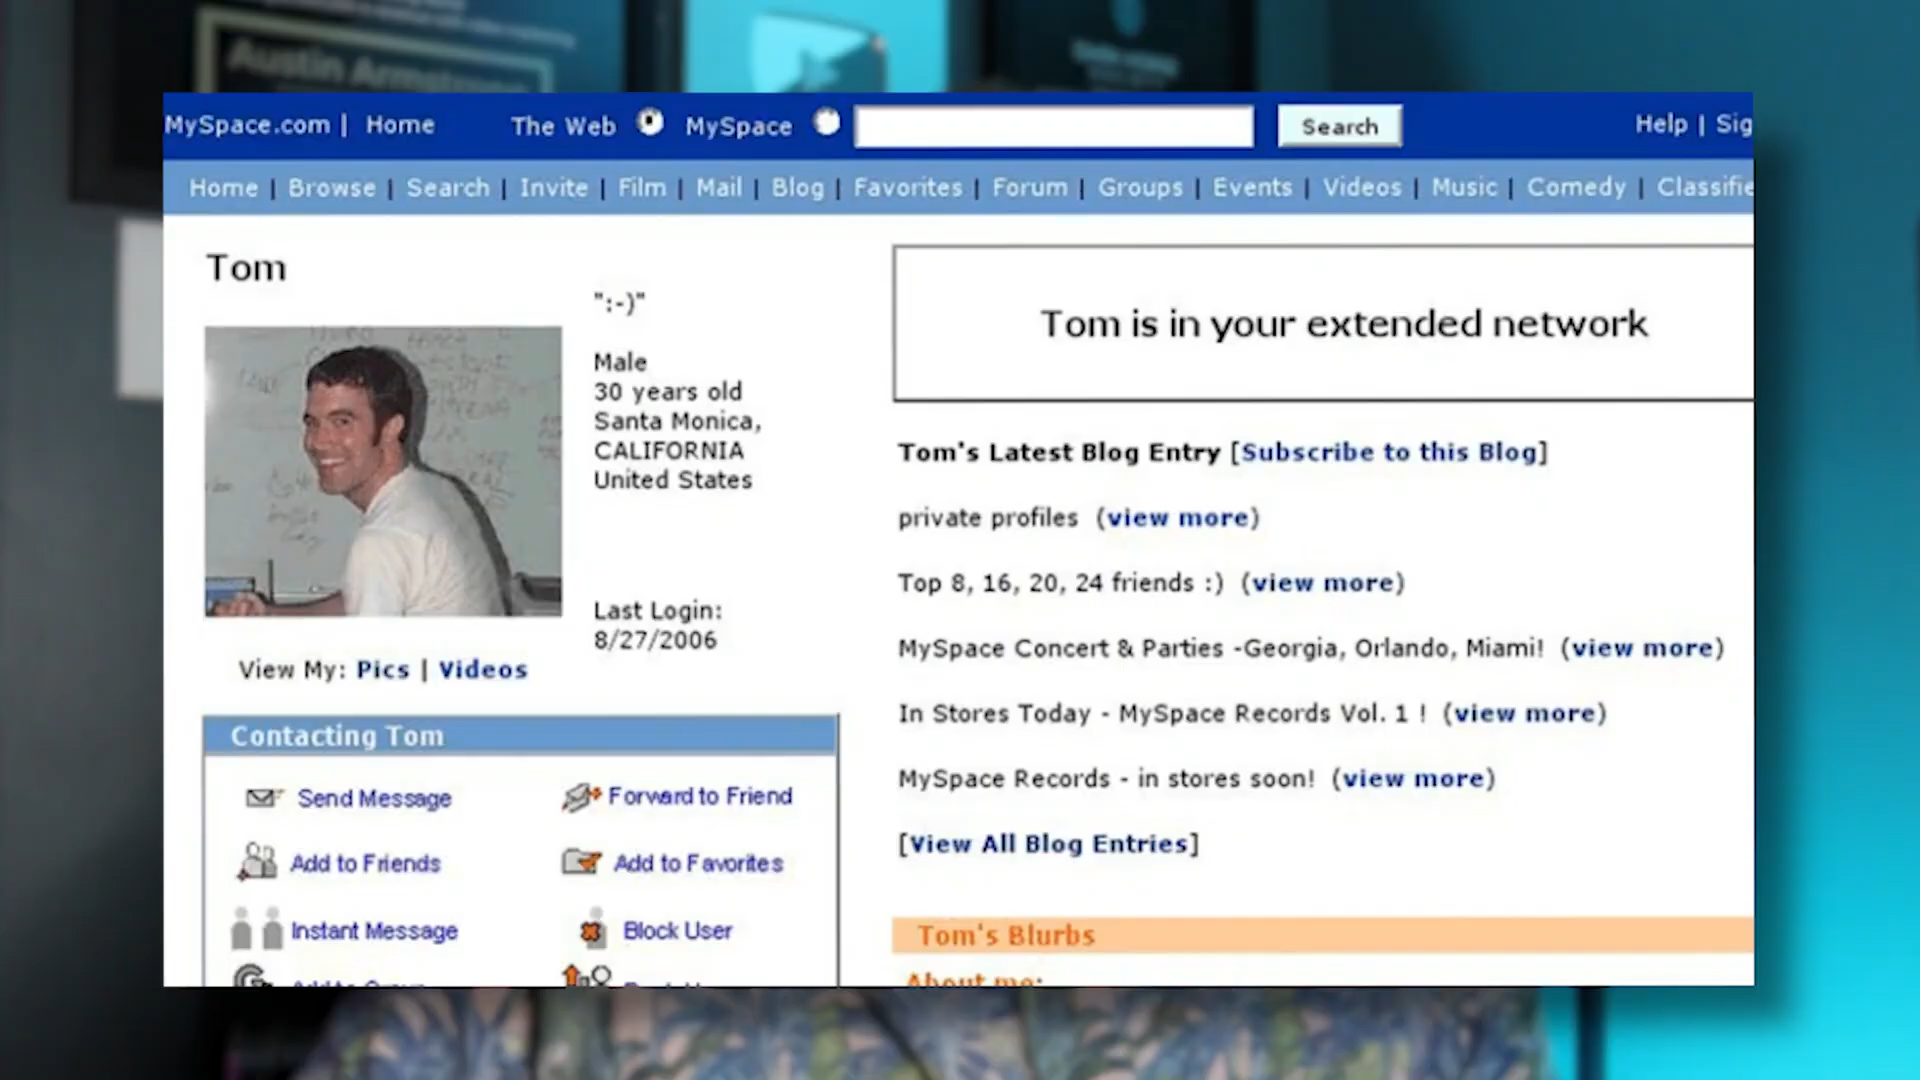 Austin Armstrong
MySpace.com | Home The Web MySpace Search Help | Sig
Home | Browse | Search | Invite | Film | Mail | Blog | Favorites | Forum | Groups | Events | Videos | Music | Comedy | Classifie
Tom
":-)"
Male
30 years old
Santa Monica,
CALIFORNIA
United States
Last Login:
8/27/2006
View My: Pics | Videos
Contacting Tom
Send Message Forward to Friend
Add to Friends Add to Favorites
Instant Message Block User
Tom is in your extended network
Tom's Latest Blog Entry [Subscribe to this Blog]
private profiles (view more)
Top 8, 16, 20, 24 friends :) (view more)
MySpace Concert & Parties -Georgia, Orlando, Miami! (view more)
In Stores Today - MySpace Records Vol. 1 ! (view more)
MySpace Records - in stores soon! (view more)
[View All Blog Entries]
Tom's Blurbs
About me: